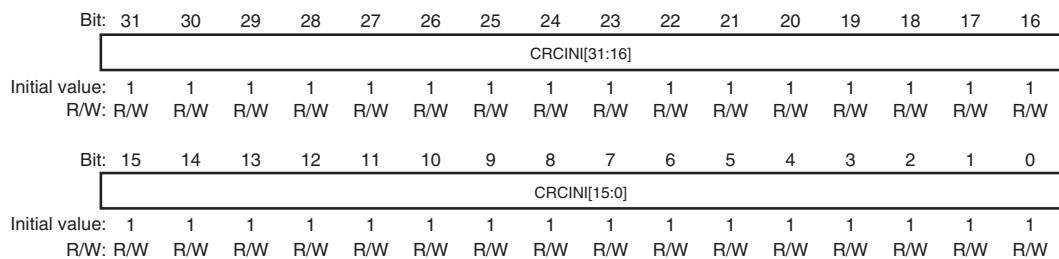 Bit: 31 30 29 28 27 26 25 24 23 22 21 20 19 18 17 16
CRCINI[31:16]
Initial value: 1 1 1 1 1 1 1 1 1 1 1 1 1 1 1 1
R/W: R/W R/W R/W R/W R/W R/W R/W R/W R/W R/W R/W R/W R/W R/W R/W R/W
Bit: 15 14 13 12 11 10 9 8 7 6 5 4 3 2 1 0
CRCINI[15:0]
Initial value: 1 1 1 1 1 1 1 1 1 1 1 1 1 1 1 1
R/W: R/W R/W R/W R/W R/W R/W R/W R/W R/W R/W R/W R/W R/W R/W R/W R/W